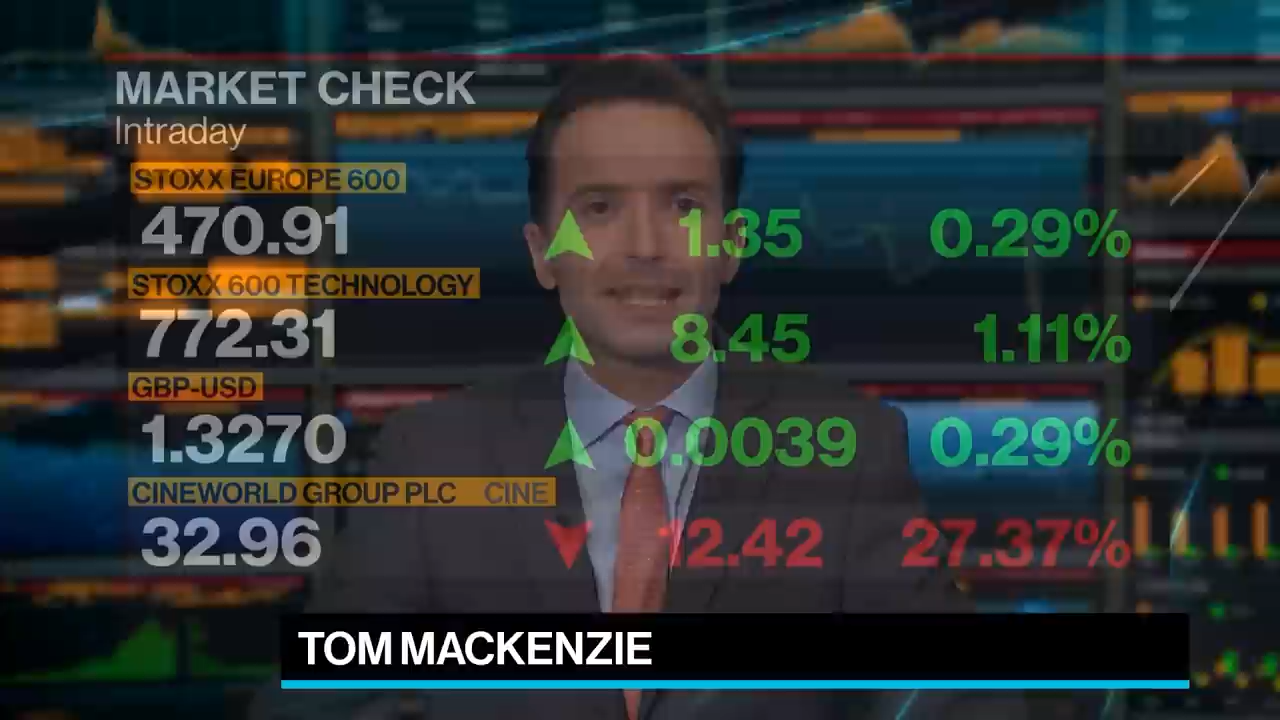 MARKET CHECK
Intraday
STOXX EUROPE 600
470.91 ▲ 1.35 0.29%
STOXX 600 TECHNOLOGY
772.31 ▲ 8.45 1.11%
GBP-USD
1.3270 ▲ 0.0039 0.29%
CINEWORLD GROUP PLC CINE
32.96 ▼ 12.42 27.37%
TOM MACKENZIE